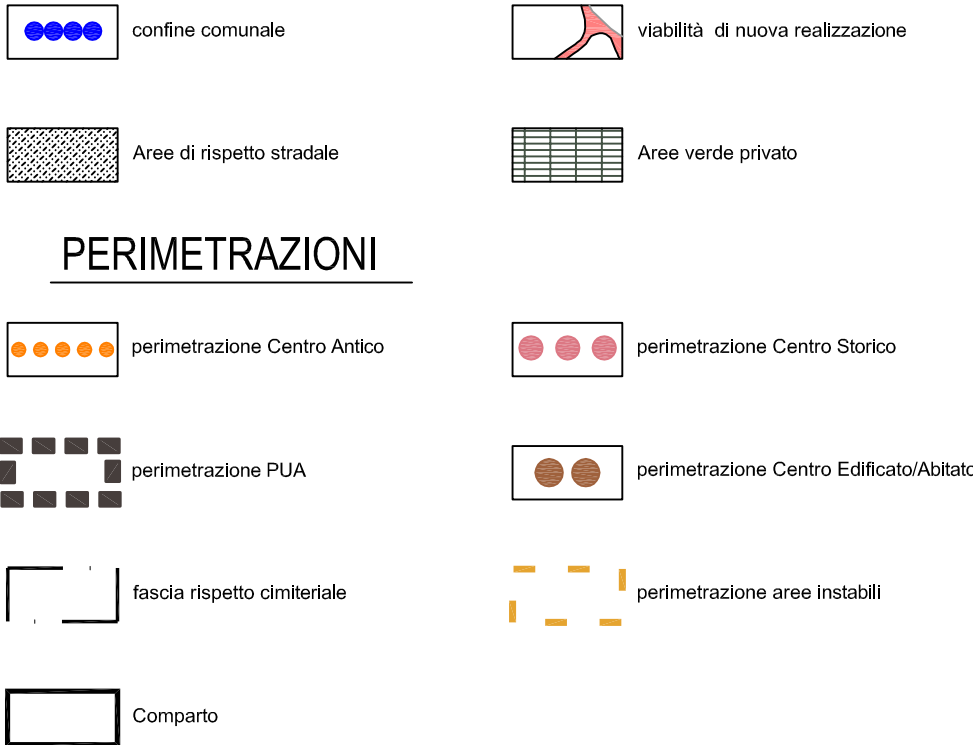 confine comunale
viabilità di nuova realizzazione
Aree di rispetto stradale
Aree verde privato
PERIMETRAZIONI
perimetrazione Centro Antico
perimetrazione Centro Storico
perimetrazione PUA
perimetrazione Centro Edificato/Abitato
fascia rispetto cimiteriale
perimetrazione aree instabili
Comparto